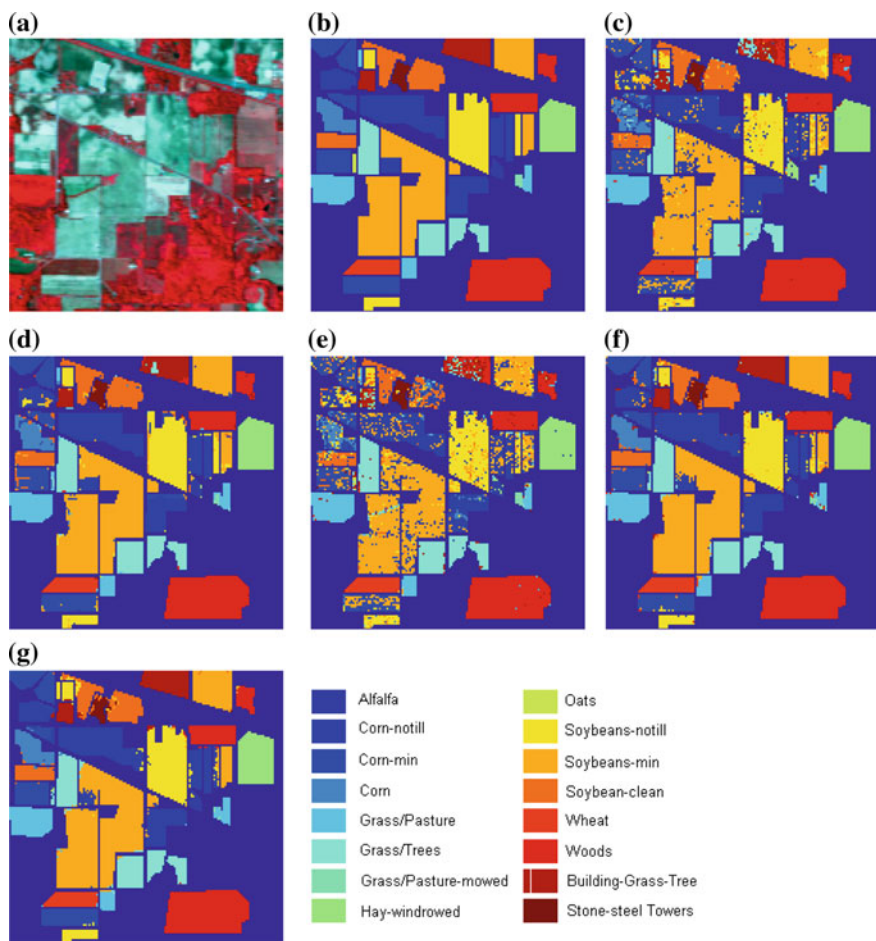 (a)
(b)
(c)
(d)
(e)
(f)
(g)
Alfalfa
Corn-notill
Corn-min
Corn
Grass/Pasture
Grass/Trees
Grass/Pasture-mowed
Hay-windrowed
Oats
Soybeans-notill
Soybeans-min
Soybean-clean
Wheat
Woods
Building-Grass-Tree
Stone-steel Towers